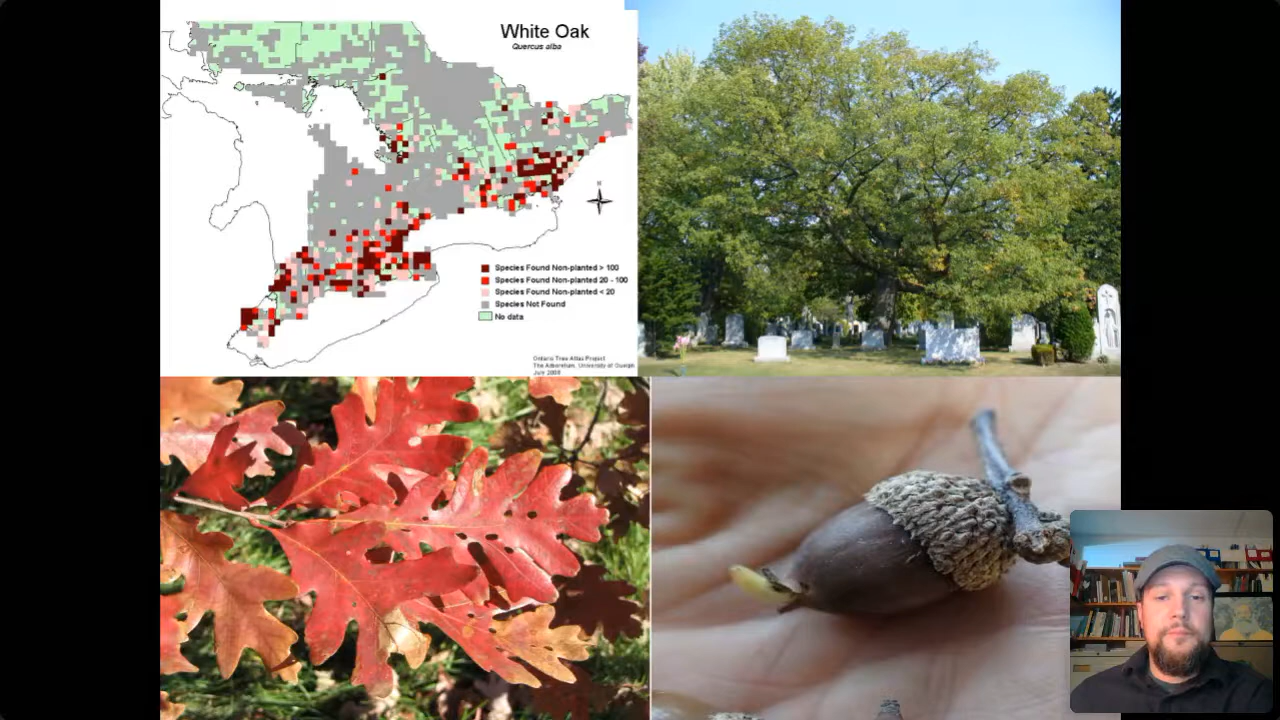 White Oak
Quercus alba
Species Found Non-planted > 100
Species Found Non-planted 20 - 100
Species Found Non-planted < 20
Species Not Found
No data
Ontario Tree Atlas Project
The Arboretum, University of Guelph
July 2008